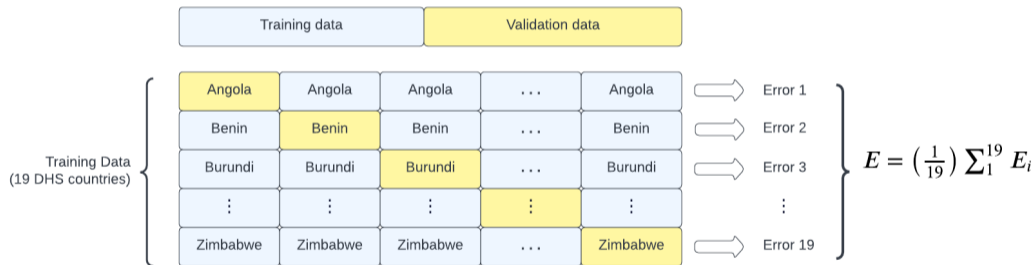 Training data Validation data
Angola Angola Angola ... Angola Error 1
Benin Benin Benin ... Benin Error 2
Training Data
(19 DHS countries)
Burundi Burundi Burundi ... Burundi Error 3
E = (1/19) ∑₁¹⁹ Eᵢ
⋮ ⋮ ⋮ ⋮ ⋮ ⋮
Zimbabwe Zimbabwe Zimbabwe ... Zimbabwe Error 19